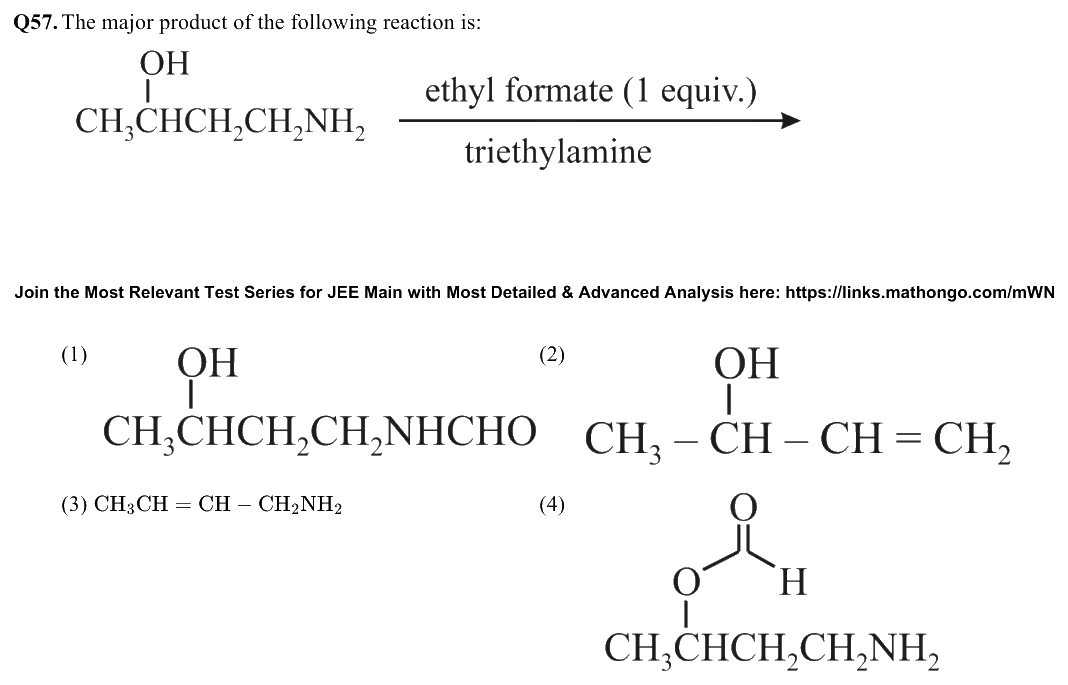 Q57. The major product of the following reaction is:
OH
|
CH₃CHCH₂CH₂NH₂
ethyl formate (1 equiv.)
triethylamine
Join the Most Relevant Test Series for JEE Main with Most Detailed & Advanced Analysis here: https://links.mathongo.com/mWN
(1)
OH
|
CH₃CHCH₂CH₂NHCHO
(2)
OH
|
CH₃ – CH – CH = CH₂
(3) CH₃CH = CH − CH₂NH₂
(4)
O
O H
|
CH₃CHCH₂CH₂NH₂